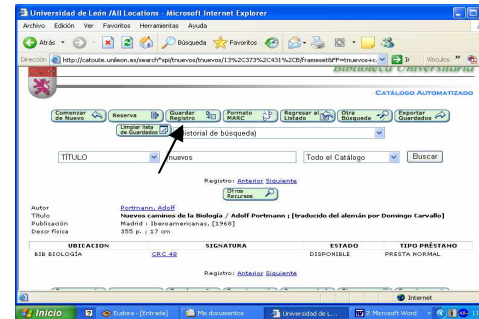 Universidad de León /All Locations - Microsoft Internet Explorer
Archivo Edición Ver Favoritos Herramientas Ayuda
Atrás Búsqueda Favoritos
Dirección http://catoute.unileon.es/search*spi/tnuevos/tnuevos/13%2C373%2C431%2CB/frameset&FF=tnuevos+c Ir Vínculos
Biblioteca Universitaria
CATÁLOGO AUTOMATIZADO
Comenzar de Nuevo Reserva Guardar Registro Formato MARC Regresar al Listado Otra Búsqueda Exportar Guardados
Limpiar lista de Guardados (Historial de búsqueda)
TÍTULO nuevos Todo el Catálogo Buscar
Registro: Anterior Siguiente
Otros Recursos
Autor Portmann, Adolf
Título Nuevos caminos de la Biología / Adolf Portmann ; [traducido del alemán por Domingo Carvallo]
Publicación Madrid : Iberoamericanas, [1968]
Descr física 355 p. ; 17 cm
UBICACION SIGNATURA ESTADO TIPO PRÉSTAMO
BIB BIOLOGÍA CRC 48 DISPONIBLE PRESTA NORMAL
Registro: Anterior Siguiente
Internet
Inicio Eudora - [Entrada] Mis documentos Universidad de L... 2 Microsoft Word